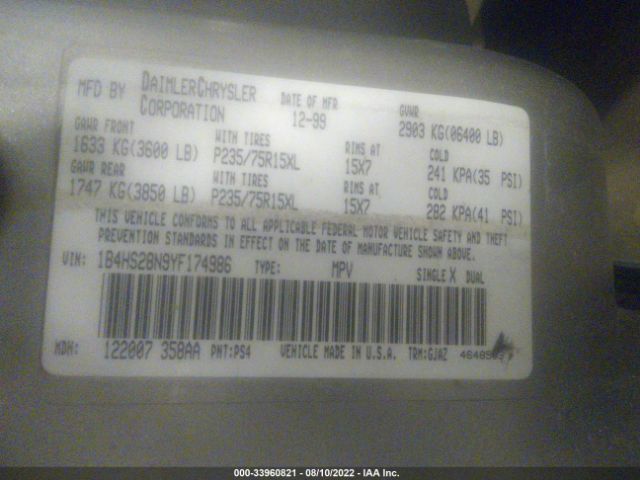 MFD BY DAIMLERCHRYSLER CORPORATION DATE OF MFR 12-99 GVWR 2903 KG(06400 LB)
GAWR FRONT WITH TIRES RIMS AT COLD
1633 KG(3600 LB) P235/75R15XL 15X7 241 KPA(35 PSI)
GAWR REAR WITH TIRES RIMS AT COLD
1747 KG(3850 LB) P235/75R15XL 15X7 282 KPA(41 PSI)
THIS VEHICLE CONFORMS TO ALL APPLICABLE FEDERAL MOTOR VEHICLE SAFETY AND THEFT
PREVENTION STANDARDS IN EFFECT ON THE DATE OF MANUFACTURE SHOWN ABOVE.
VIN: 1B4HS28N9YF174986 TYPE: MPV SINGLE X DUAL
MDH: 122007 358AA PNT:PS4 VEHICLE MADE IN U.S.A. TRM:GJAZ
000-33960821 - 08/10/2022 - IAA Inc.